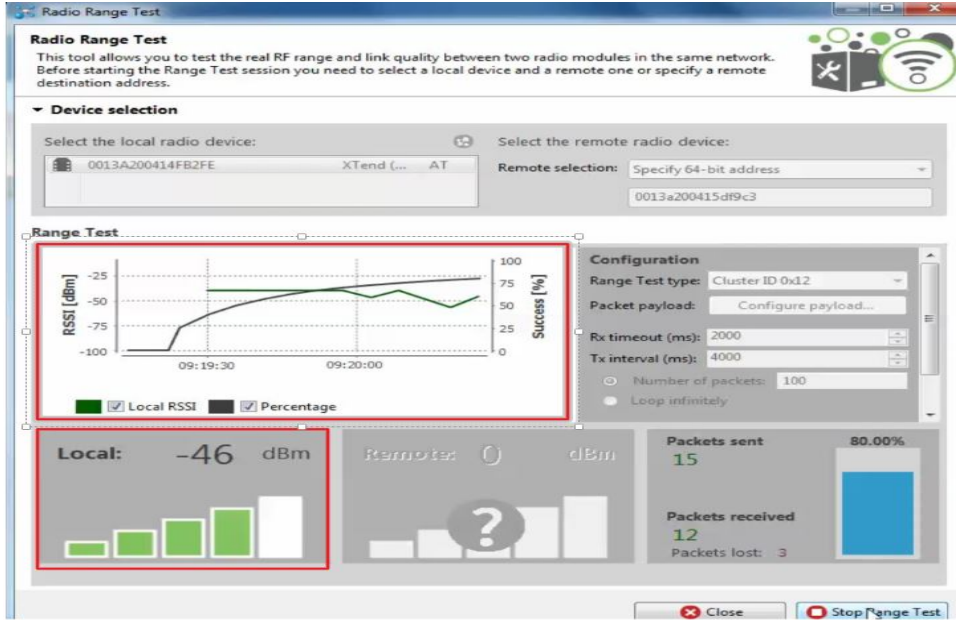 Radio Range Test
Radio Range Test
This tool allows you to test the real RF range and link quality between two radio modules in the same network.
Before starting the Range Test session you need to select a local device and a remote one or specify a remote
destination address.
Device selection
Select the local radio device:
0013A200414FB2FE XTend (... AT
Select the remote radio device:
Remote selection: Specify 64-bit address
0013a200415df9c3
Range Test
RSSI [dBm]
-25
-50
-75
-100
09:19:30 09:20:00
100
75
50
25
0
Success [%]
Local RSSI Percentage
Configuration
Range Test type: Cluster ID 0x12
Packet payload: Configure payload...
Rx timeout (ms): 2000
Tx interval (ms): 4000
Number of packets: 100
Loop infinitely
Local: -46 dBm
Remote: 0 dBm
?
Packets sent 80.00%
15
Packets received
12
Packets lost: 3
Close Stop Range Test